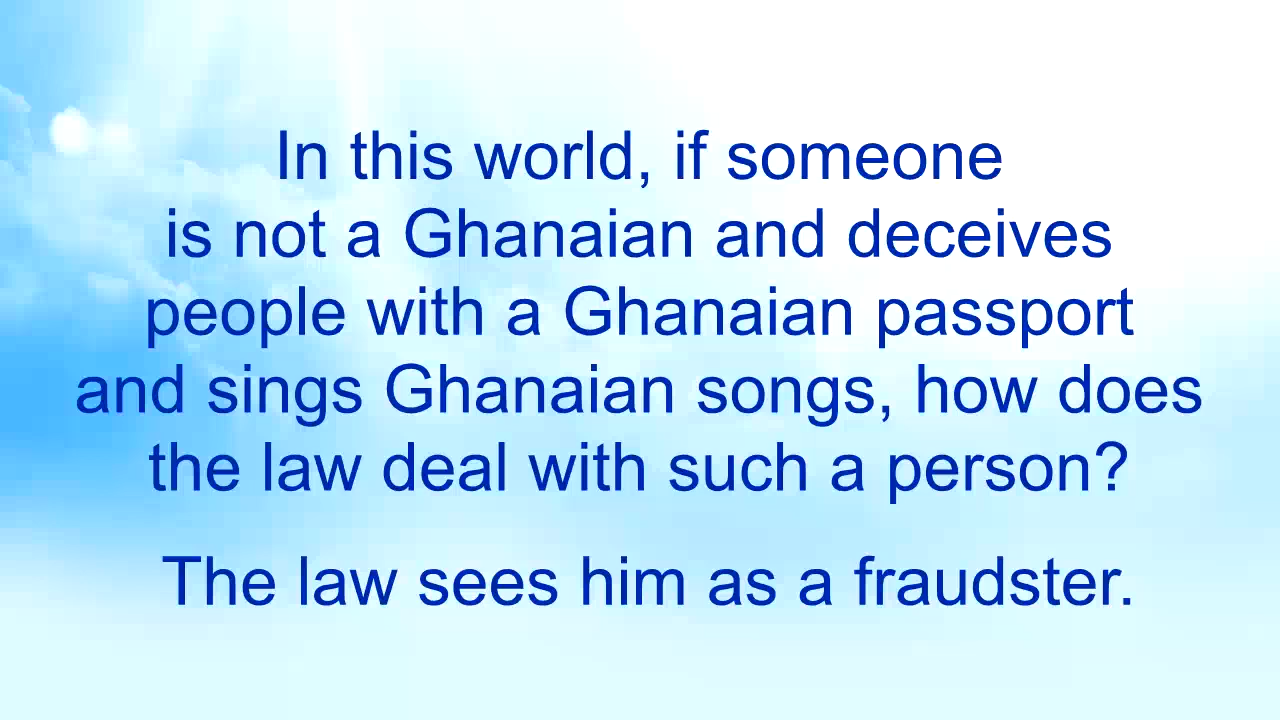 In this world, if someone
is not a Ghanaian and deceives
people with a Ghanaian passport
and sings Ghanaian songs, how does
the law deal with such a person?
The law sees him as a fraudster.